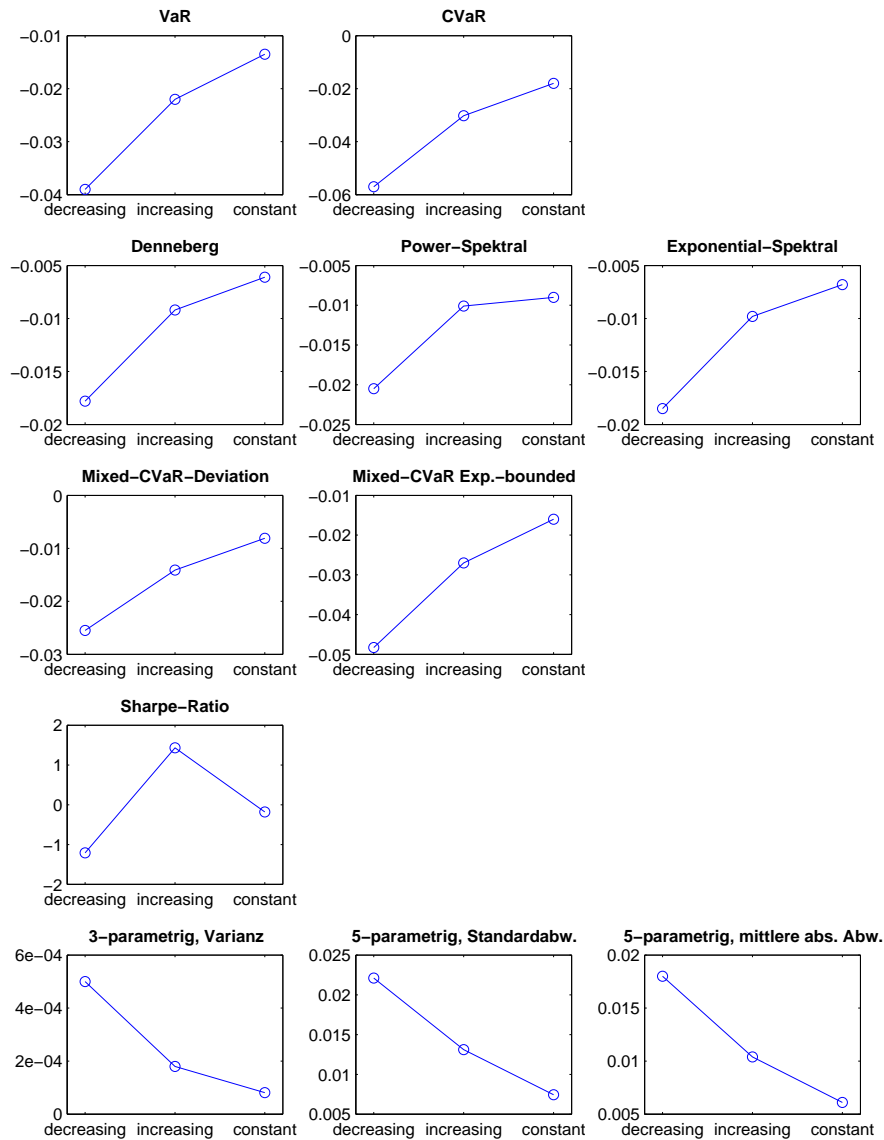 VaR
CVaR
−0.01
−0.02
−0.03
−0.04
decreasing increasing constant
0
−0.02
−0.04
−0.06
decreasing increasing constant
Denneberg
Power−Spektral
Exponential−Spektral
−0.005
−0.01
−0.015
−0.02
decreasing increasing constant
−0.005
−0.01
−0.015
−0.02
−0.025
decreasing increasing constant
−0.005
−0.01
−0.015
−0.02
decreasing increasing constant
Mixed−CVaR−Deviation
Mixed−CVaR Exp.−bounded
0
−0.01
−0.02
−0.03
decreasing increasing constant
−0.01
−0.02
−0.03
−0.04
−0.05
decreasing increasing constant
Sharpe−Ratio
2
1
0
−1
−2
decreasing increasing constant
3−parametrig, Varianz
5−parametrig, Standardabw.
5−parametrig, mittlere abs. Abw.
6e−04
4e−04
2e−04
0
decreasing increasing constant
0.025
0.02
0.015
0.01
0.005
decreasing increasing constant
0.02
0.015
0.01
0.005
decreasing increasing constant